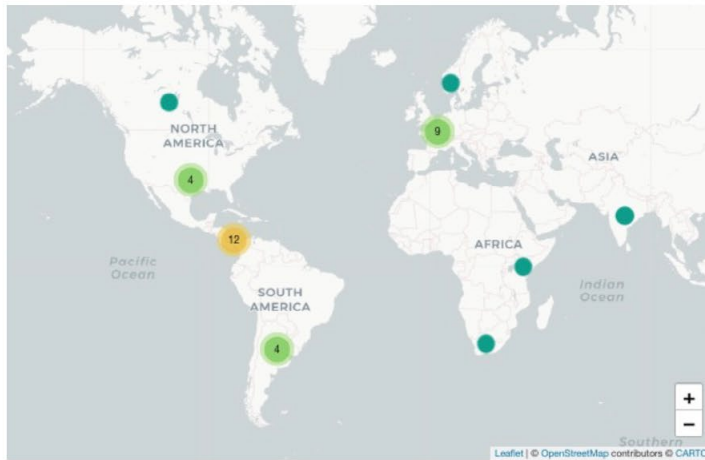 NORTH
AMERICA
9
ASIA
4
12
AFRICA
Pacific
Ocean
Indian
Ocean
SOUTH
AMERICA
4
+
−
Southern
Leaflet | © OpenStreetMap contributors © CARTO